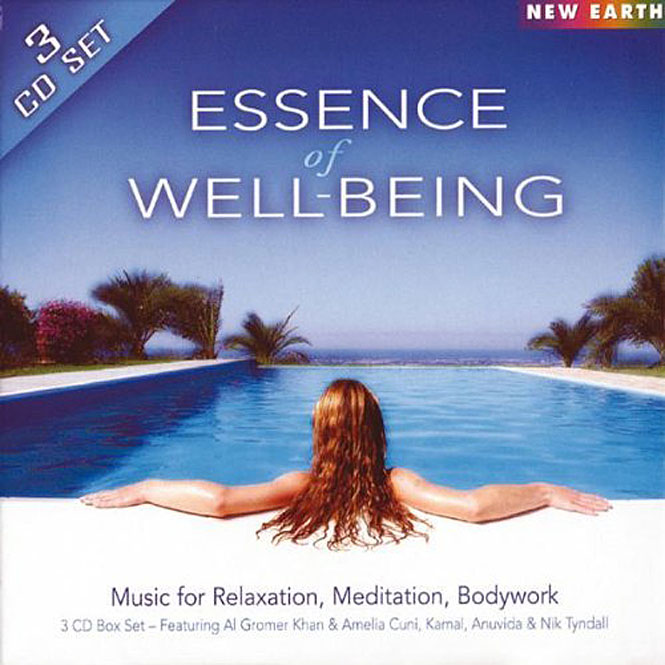 3
CD SET
NEW EARTH
ESSENCE
of
WELL-BEING
Music for Relaxation, Meditation, Bodywork
3 CD Box Set – Featuring Al Gromer Khan & Amelia Cuni, Kamal, Anuvida & Nik Tyndall